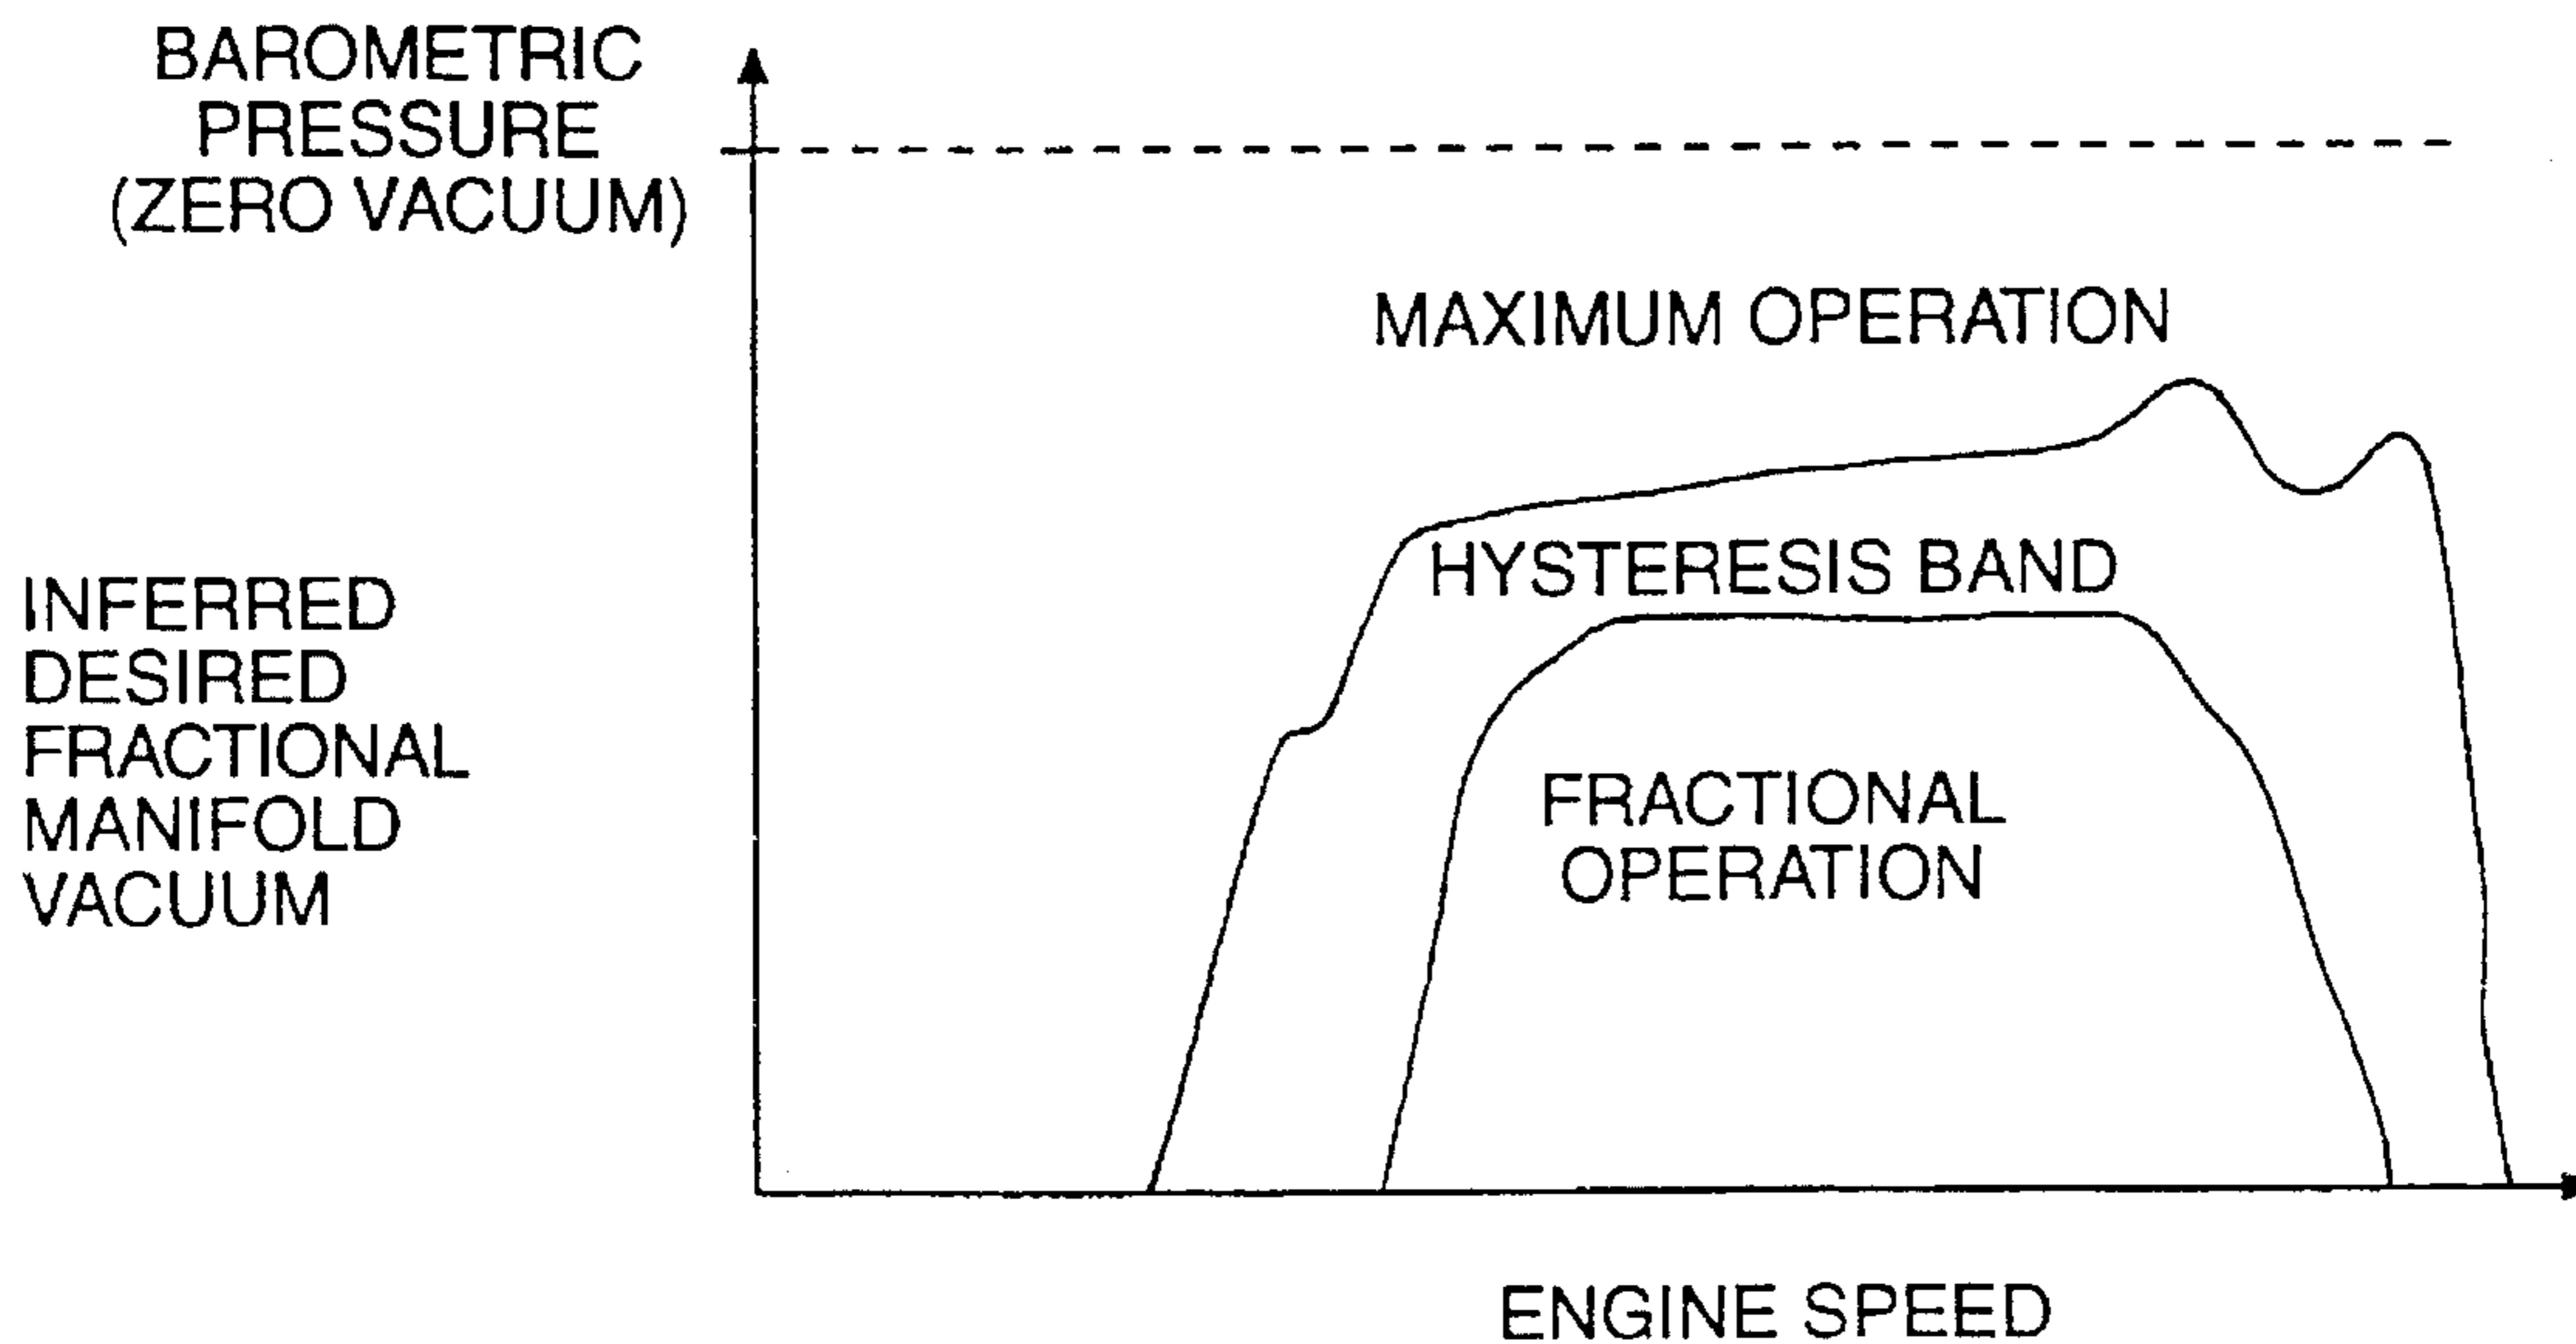 BAROMETRIC
PRESSURE
(ZERO VACUUM)
MAXIMUM OPERATION
HYSTERESIS BAND
INFERRED
DESIRED
FRACTIONAL
MANIFOLD
VACUUM
FRACTIONAL
OPERATION
ENGINE SPEED